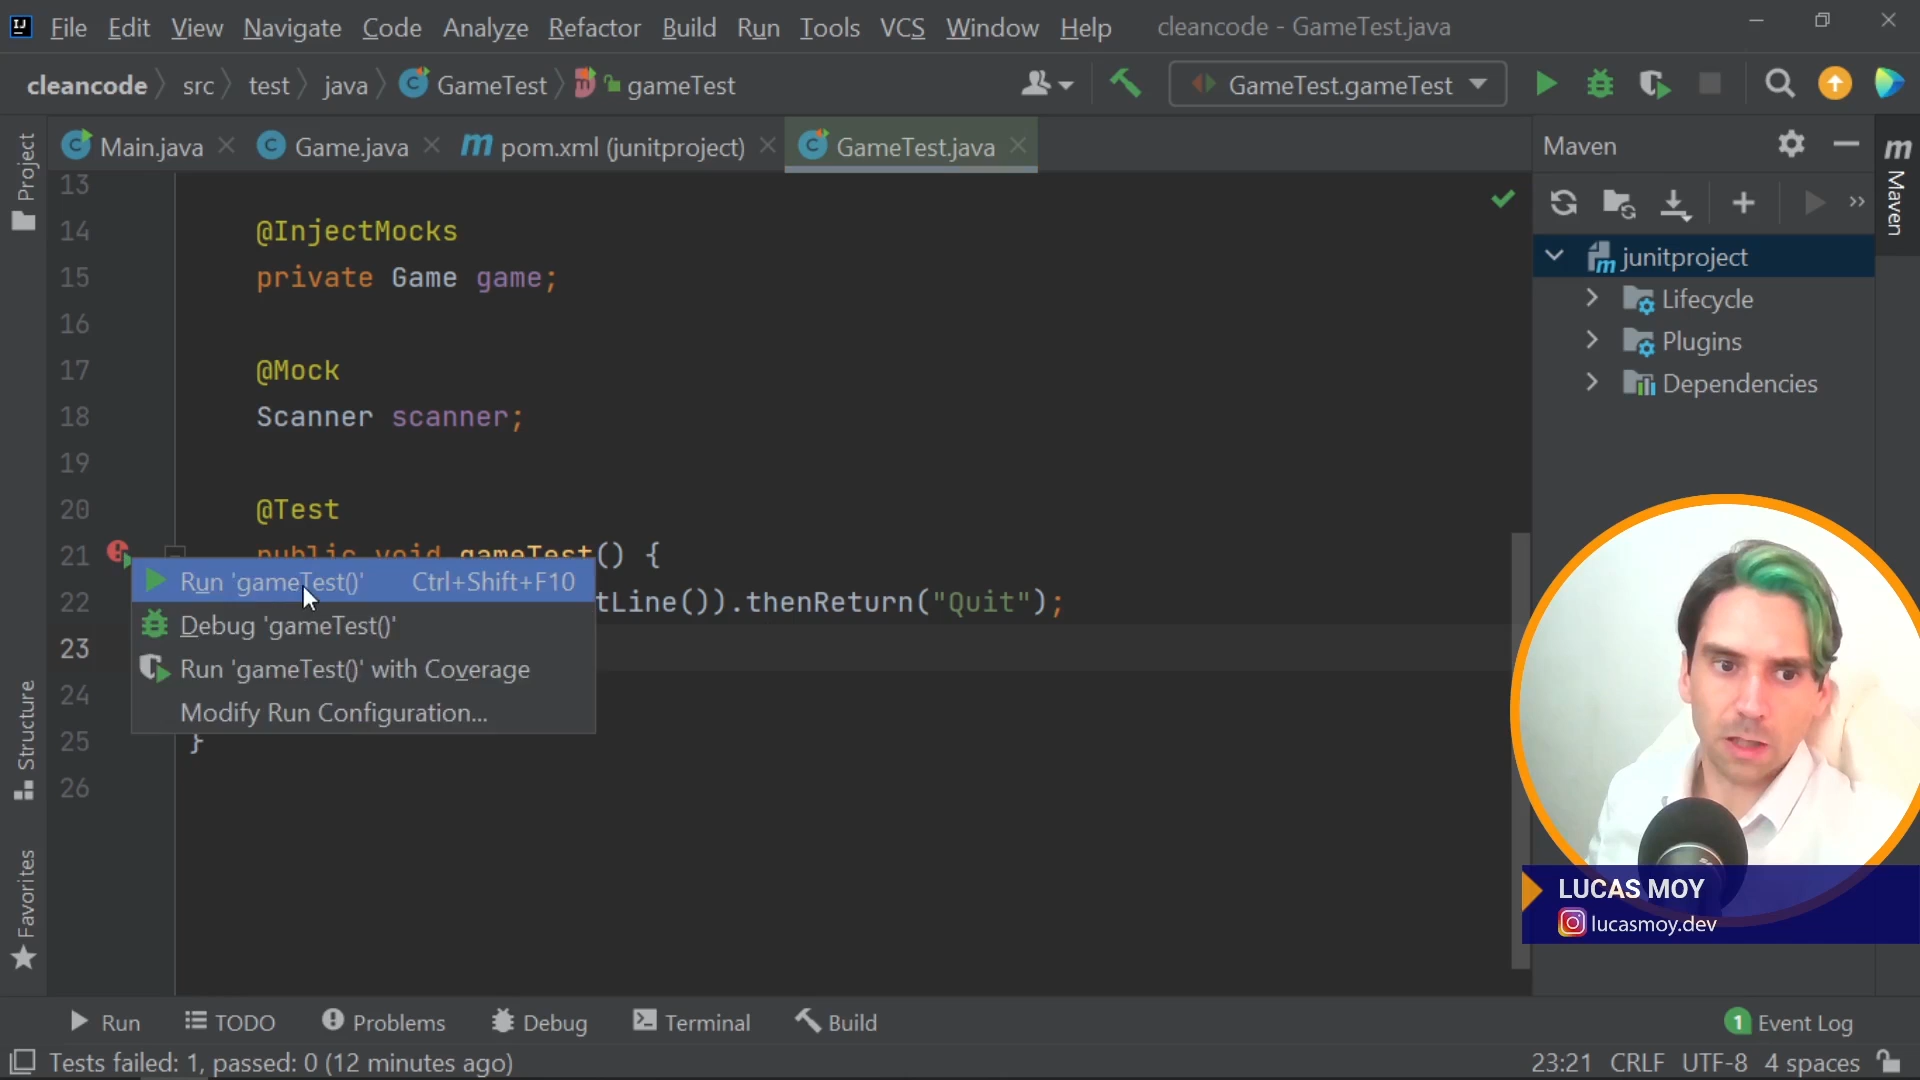 File Edit View Navigate Code Analyze Refactor Build Run Tools VCS Window Help cleancode - GameTest.java
cleancode src test java GameTest gameTest GameTest.gameTest
Main.java Game.java pom.xml (junitproject) GameTest.java
Maven
Project
Structure
Favorites
Maven
junitproject
Lifecycle
Plugins
Dependencies
13
14 @InjectMocks
15 private Game game;
16
17 @Mock
18 Scanner scanner;
19
20 @Test
21 public void gameTest() {
22 tLine()).thenReturn("Quit");
23
24
25 }
26
Run 'gameTest()' Ctrl+Shift+F10
Debug 'gameTest()'
Run 'gameTest()' with Coverage
Modify Run Configuration...
LUCAS MOY
lucasmoy.dev
Run TODO Problems Debug Terminal Build 1 Event Log
Tests failed: 1, passed: 0 (12 minutes ago) 23:21 CRLF UTF-8 4 spaces